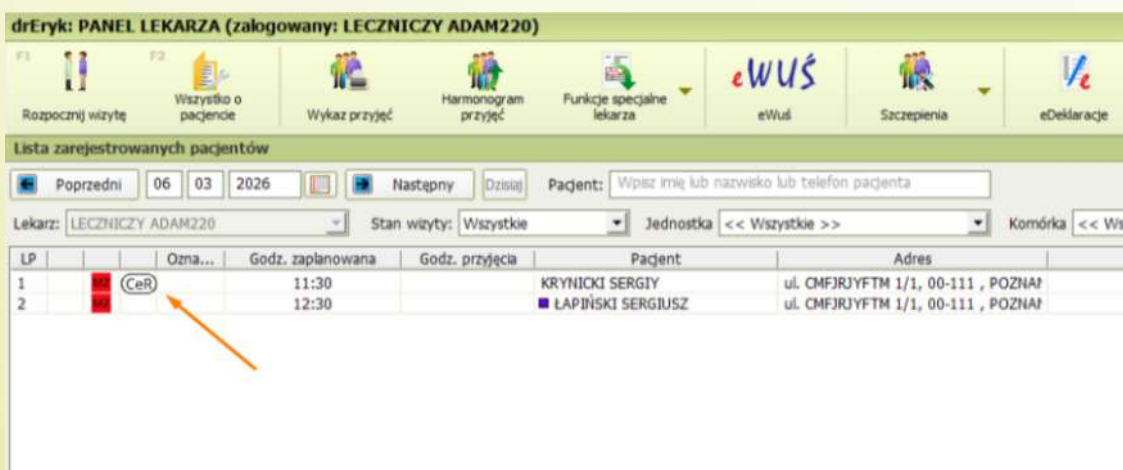 drEryk: PANEL LEKARZA (zalogowany: LECZNICZY ADAM220)
F1 F2
Rozpocznij wizytę Wszystko o pacjencie Wykaz przyjęć Harmonogram przyjęć Funkcje specjalne lekarza eWuś eWuś Szczepienia eDeklaracje
Lista zarejestrowanych pacjentów
Poprzedni 06 03 2026 Następny Dzisiaj Pacjent: Wpisz imię lub nazwisko lub telefon pacjenta
Lekarz: LECZNICZY ADAM220 Stan wizyty: Wszystkie Jednostka << Wszystkie >> Komórka << Ws
LP Ozna... Godz. zaplanowana Godz. przyjęcia Pacjent Adres
1 MZ CeR 11:30 KRYNICKI SERGIY ul. CMFJRJYFTM 1/1, 00-111 , POZNAŃ
2 MZ 12:30 ŁAPIŃSKI SERGIUSZ ul. CMFJRJYFTM 1/1, 00-111 , POZNAŃ